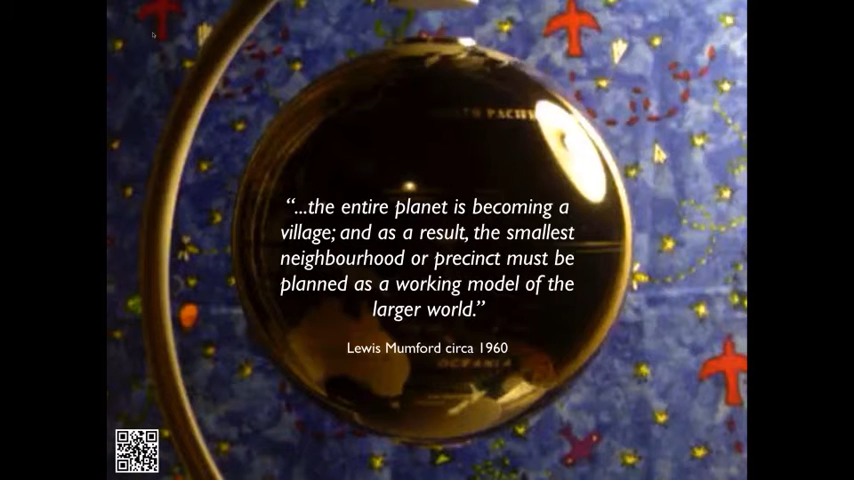 “...the entire planet is becoming a
village; and as a result, the smallest
neighbourhood or precinct must be
planned as a working model of the
larger world.”
Lewis Mumford circa 1960
OCEANIA